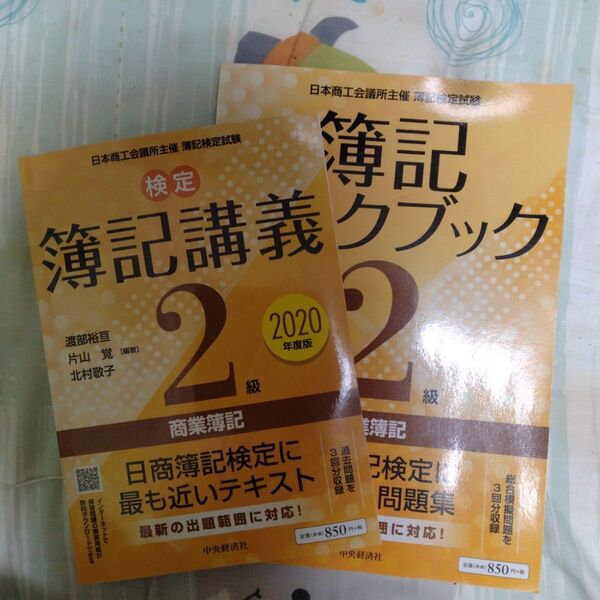 日本商工会議所主催 簿記検定試験
検定
簿記講義
2級
2020
年度版
渡部裕亘
片山 覚 [編著]
北村敬子
商業簿記
日商簿記検定に
最も近いテキスト
最新の出題範囲に対応!
過去問題を
3回分収録
定価(本体)850円+税
中央経済社
日本商工会議所主催 簿記検定試験
簿記
クブック
2級
業簿記
記検定に
問題集
囲に対応!
総合模擬問題を
3回分収録
中央経済社
定価(本体)850円+税